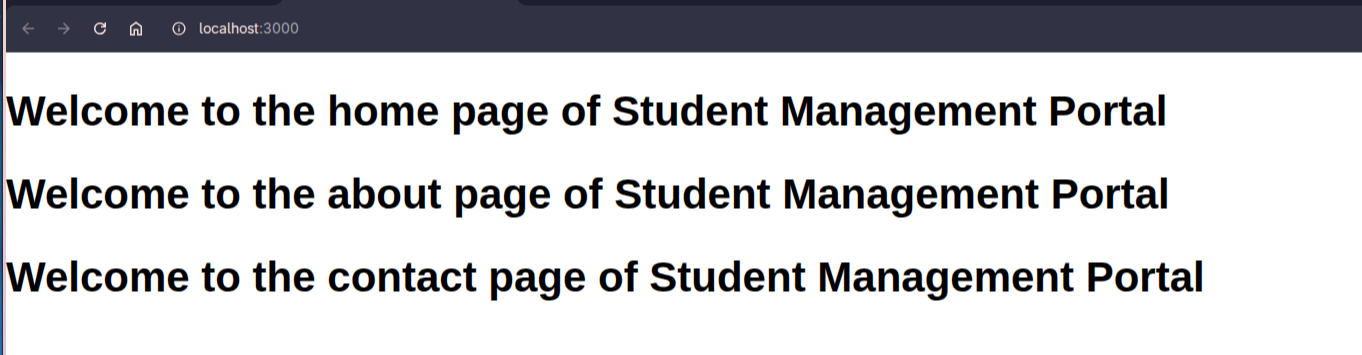 localhost:3000
Welcome to the home page of Student Management Portal
Welcome to the about page of Student Management Portal
Welcome to the contact page of Student Management Portal